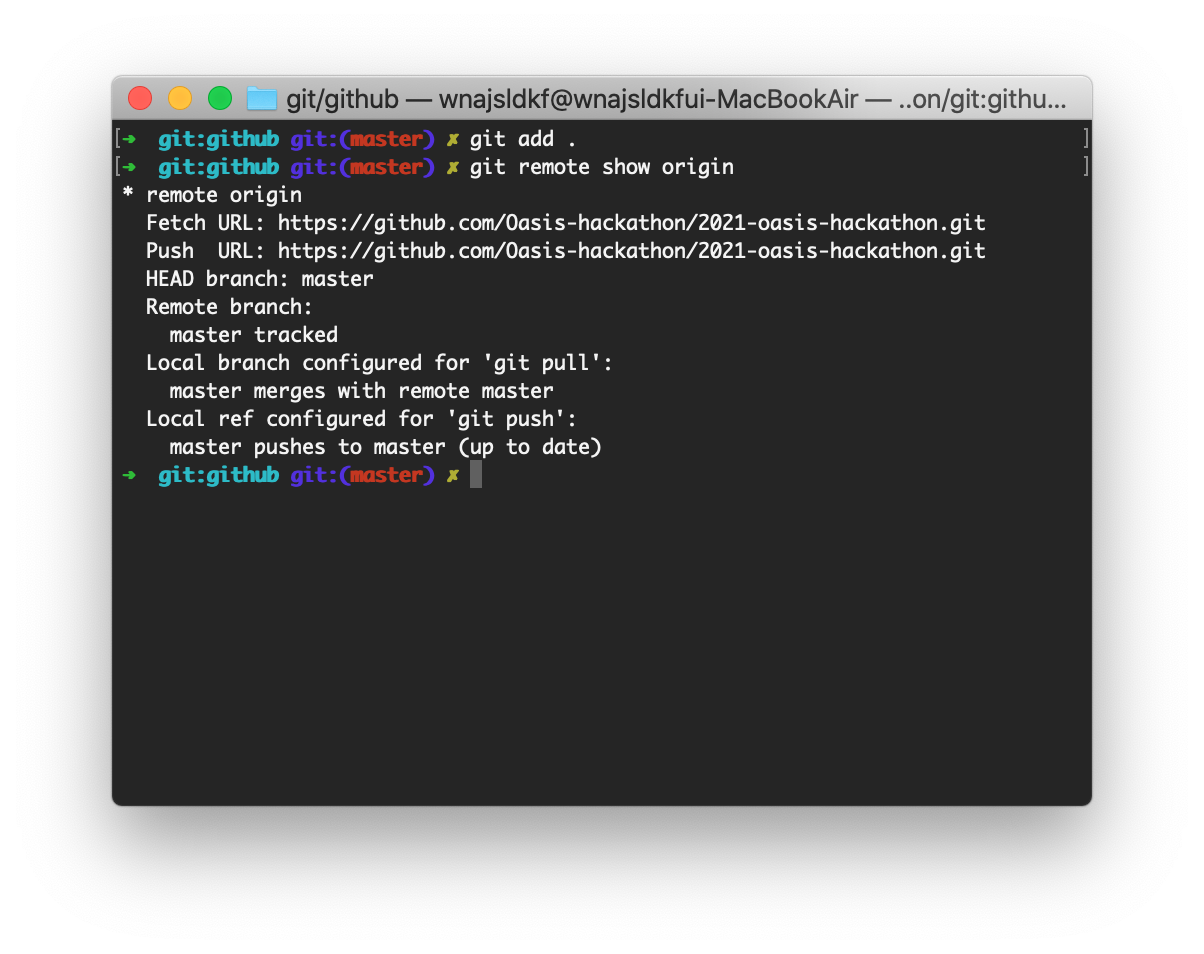 git/github — wnajsldkf@wnajsldkfui-MacBookAir — ..on/git:githu...
[➜  git:github git:(master) ✗ git add . ]
[➜  git:github git:(master) ✗ git remote show origin ]
* remote origin
  Fetch URL: https://github.com/Oasis-hackathon/2021-oasis-hackathon.git
  Push  URL: https://github.com/Oasis-hackathon/2021-oasis-hackathon.git
  HEAD branch: master
  Remote branch:
    master tracked
  Local branch configured for 'git pull':
    master merges with remote master
  Local ref configured for 'git push':
    master pushes to master (up to date)
➜  git:github git:(master) ✗